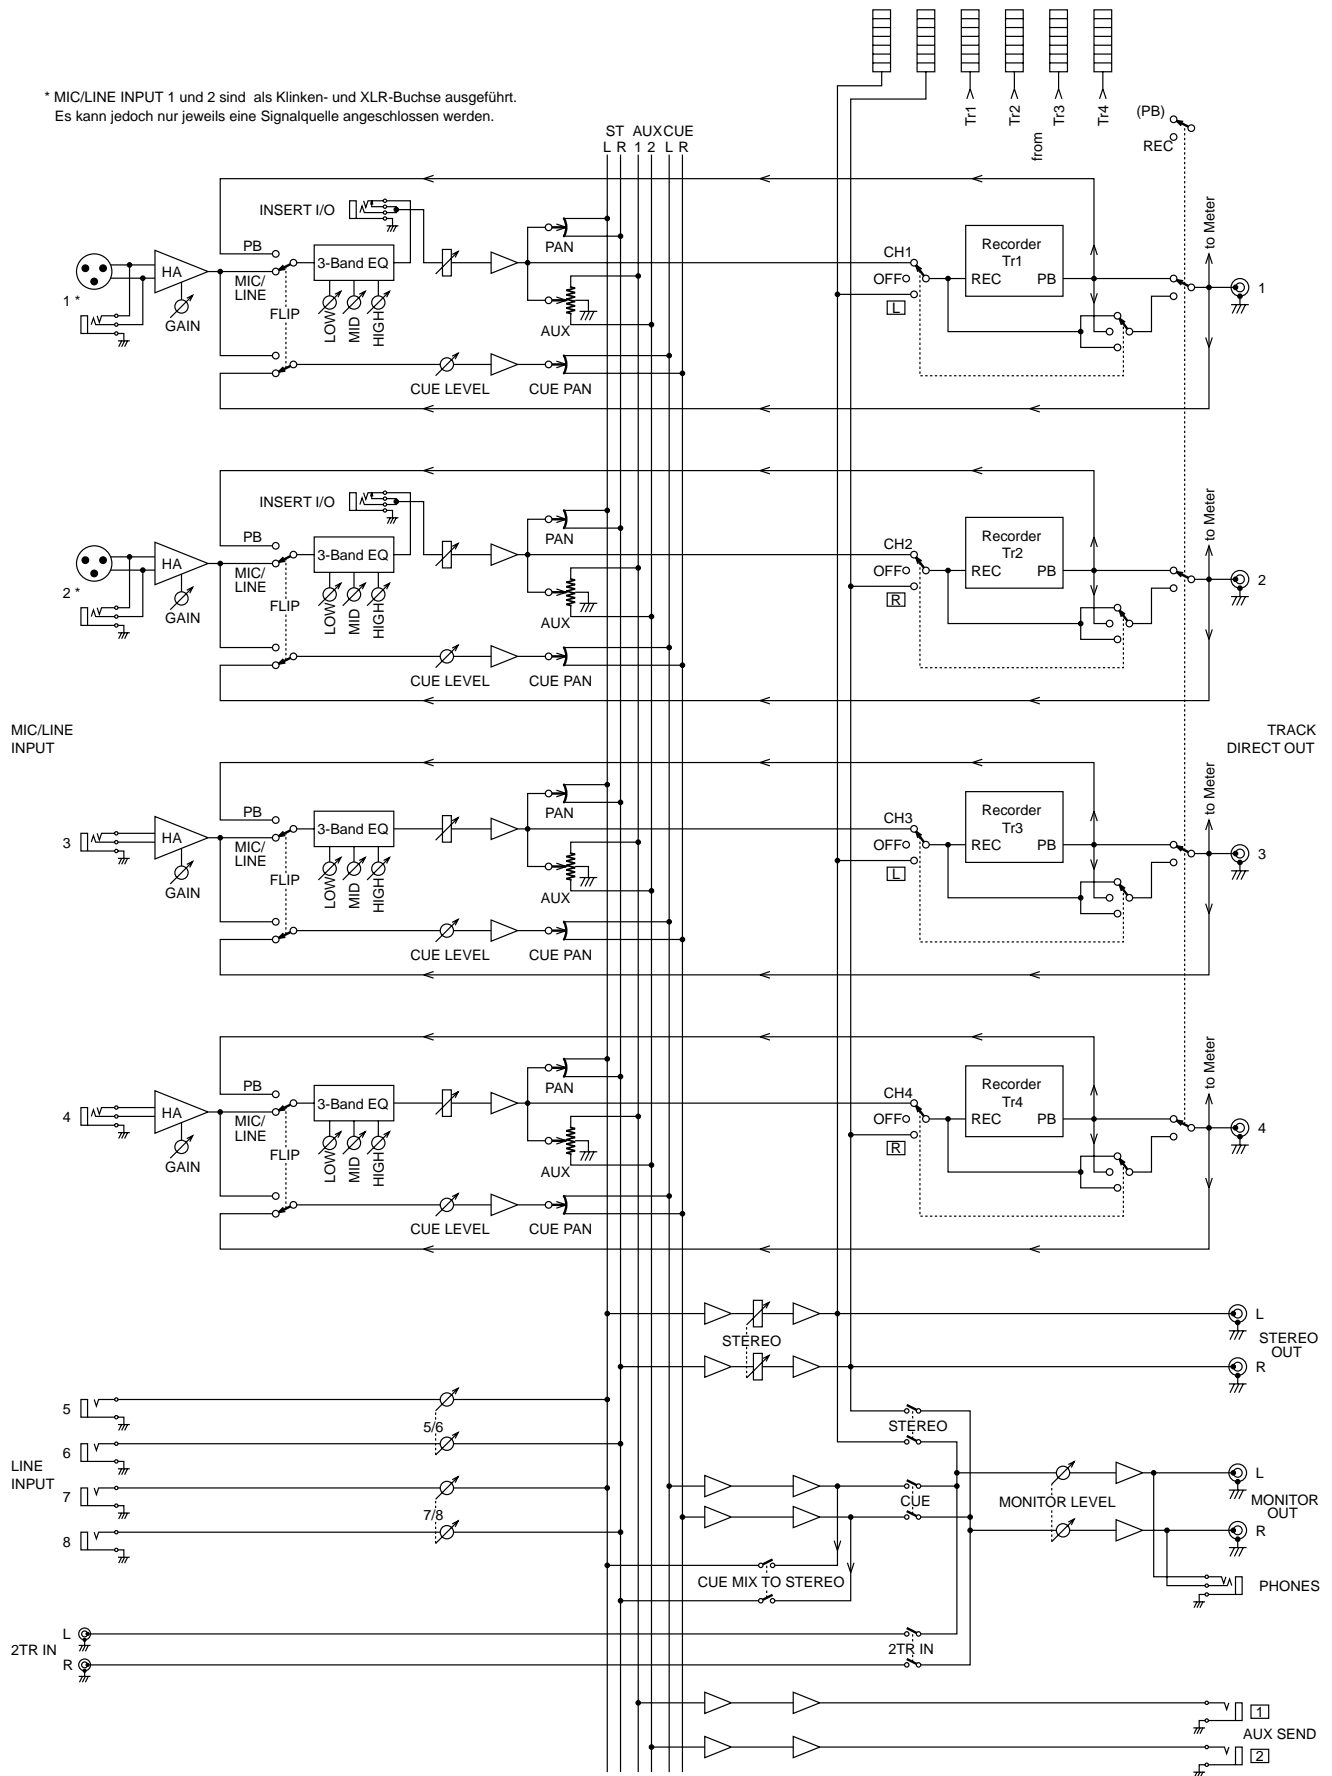 * MIC/LINE INPUT 1 und 2 sind als Klinken- und XLR-Buchse ausgeführt.
Es kann jedoch nur jeweils eine Signalquelle angeschlossen werden.
Tr1
Tr2
from
Tr3
Tr4
(PB)
REC
ST AUX CUE
L R 1 2 L R
INSERT I/O
PB
MIC/
LINE
FLIP
1 *
HA
GAIN
3-Band EQ
LOW
MID
HIGH
PAN
AUX
CUE LEVEL
CUE PAN
CH1
OFF
L
Recorder
Tr1
REC PB
to Meter
1
INSERT I/O
PB
MIC/
LINE
FLIP
2 *
HA
GAIN
3-Band EQ
LOW
MID
HIGH
PAN
AUX
CUE LEVEL
CUE PAN
CH2
OFF
R
Recorder
Tr2
REC PB
to Meter
2
MIC/LINE
INPUT
TRACK
DIRECT OUT
PB
MIC/
LINE
FLIP
3
HA
GAIN
3-Band EQ
LOW
MID
HIGH
PAN
AUX
CUE LEVEL
CUE PAN
CH3
OFF
L
Recorder
Tr3
REC PB
to Meter
3
PB
MIC/
LINE
FLIP
4
HA
GAIN
3-Band EQ
LOW
MID
HIGH
PAN
AUX
CUE LEVEL
CUE PAN
CH4
OFF
R
Recorder
Tr4
REC PB
to Meter
4
STEREO
L
STEREO
OUT
R
5
5/6
6
LINE
INPUT
7
7/8
8
STEREO
CUE
MONITOR LEVEL
L
MONITOR
OUT
R
CUE MIX TO STEREO
PHONES
L
2TR IN
R
2TR IN
1
AUX SEND
2